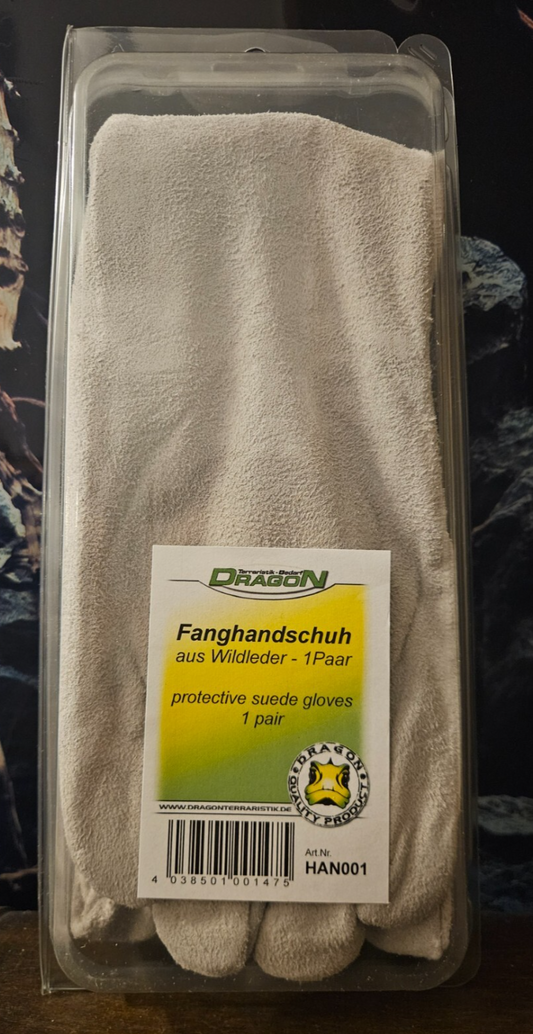 Terraristik-Bedarf
DRAGON
Fanghandschuh
aus Wildleder - 1Paar
protective suede gloves
1 pair
DRAGON
QUALITY PRODUCT
WWW.DRAGONTERRARISTIK.DE
Art.Nr.
HAN001
4 038501 001475